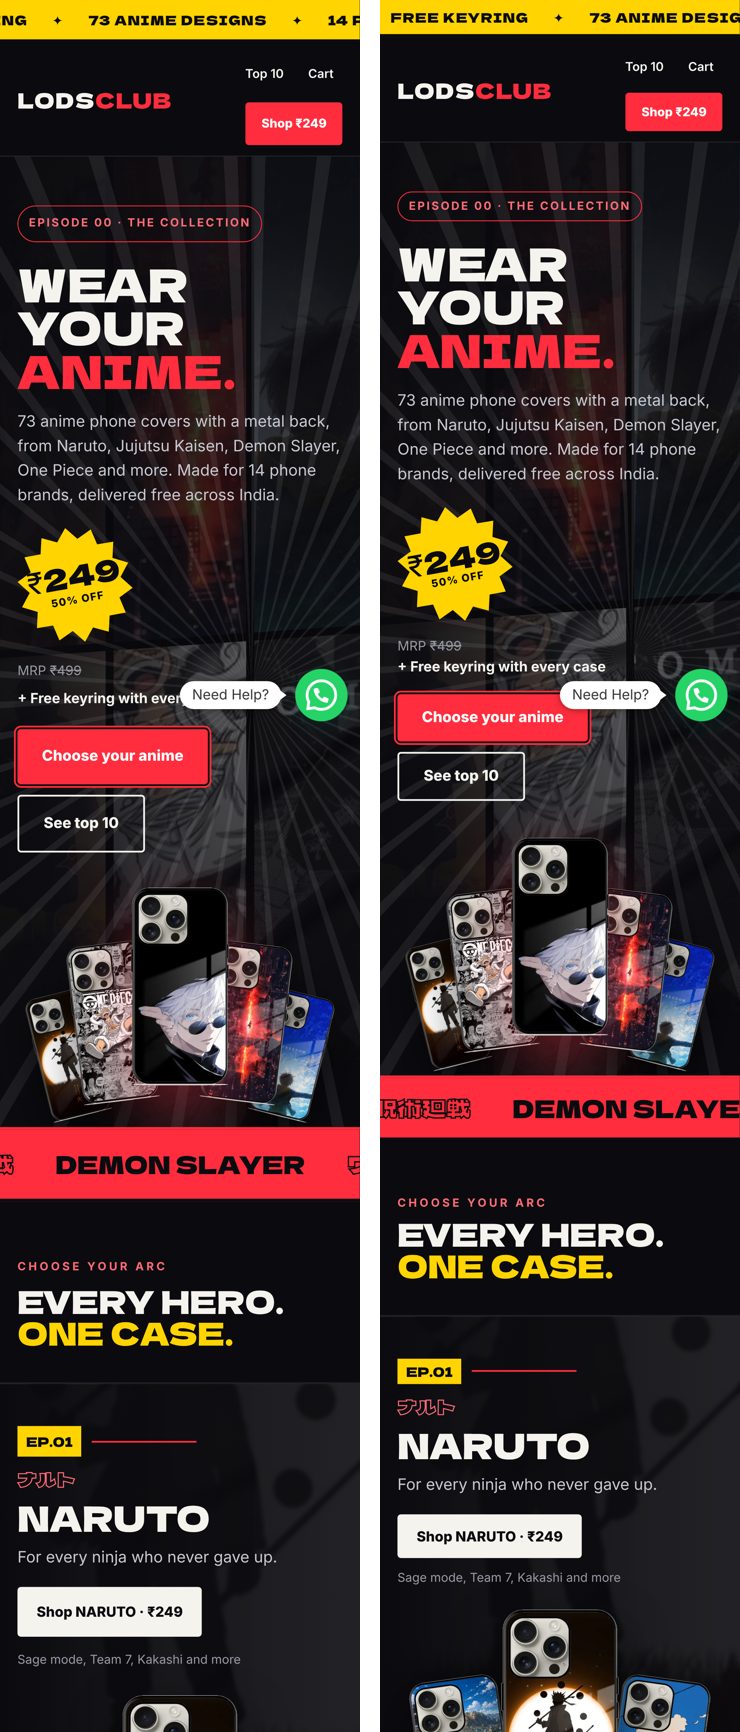 NG ✦ 73 ANIME DESIGNS ✦ 14
Top 10 Cart
LODSCLUB
Shop ₹249
EPISODE 00 · THE COLLECTION
WEAR
YOUR
ANIME.
73 anime phone covers with a metal back,
from Naruto, Jujutsu Kaisen, Demon Slayer,
One Piece and more. Made for 14 phone
brands, delivered free across India.
₹249
50% OFF
MRP ₹499
+ Free keyring with ever
Need Help?
Choose your anime
See top 10
ONE PIECE
DEMON SLAYER
CHOOSE YOUR ARC
EVERY HERO.
ONE CASE.
EP.01
ナルト
NARUTO
For every ninja who never gave up.
Shop NARUTO · ₹249
Sage mode, Team 7, Kakashi and more
FREE KEYRING ✦ 73 ANIME DESIG
Top 10 Cart
LODSCLUB
Shop ₹249
EPISODE 00 · THE COLLECTION
WEAR
YOUR
ANIME.
73 anime phone covers with a metal back,
from Naruto, Jujutsu Kaisen, Demon Slayer,
One Piece and more. Made for 14 phone
brands, delivered free across India.
₹249
50% OFF
MRP ₹499
+ Free keyring with every case
Need Help?
Choose your anime
See top 10
ONE PIECE
呪術廻戦 DEMON SLAYE
CHOOSE YOUR ARC
EVERY HERO.
ONE CASE.
EP.01
ナルト
NARUTO
For every ninja who never gave up.
Shop NARUTO · ₹249
Sage mode, Team 7, Kakashi and more